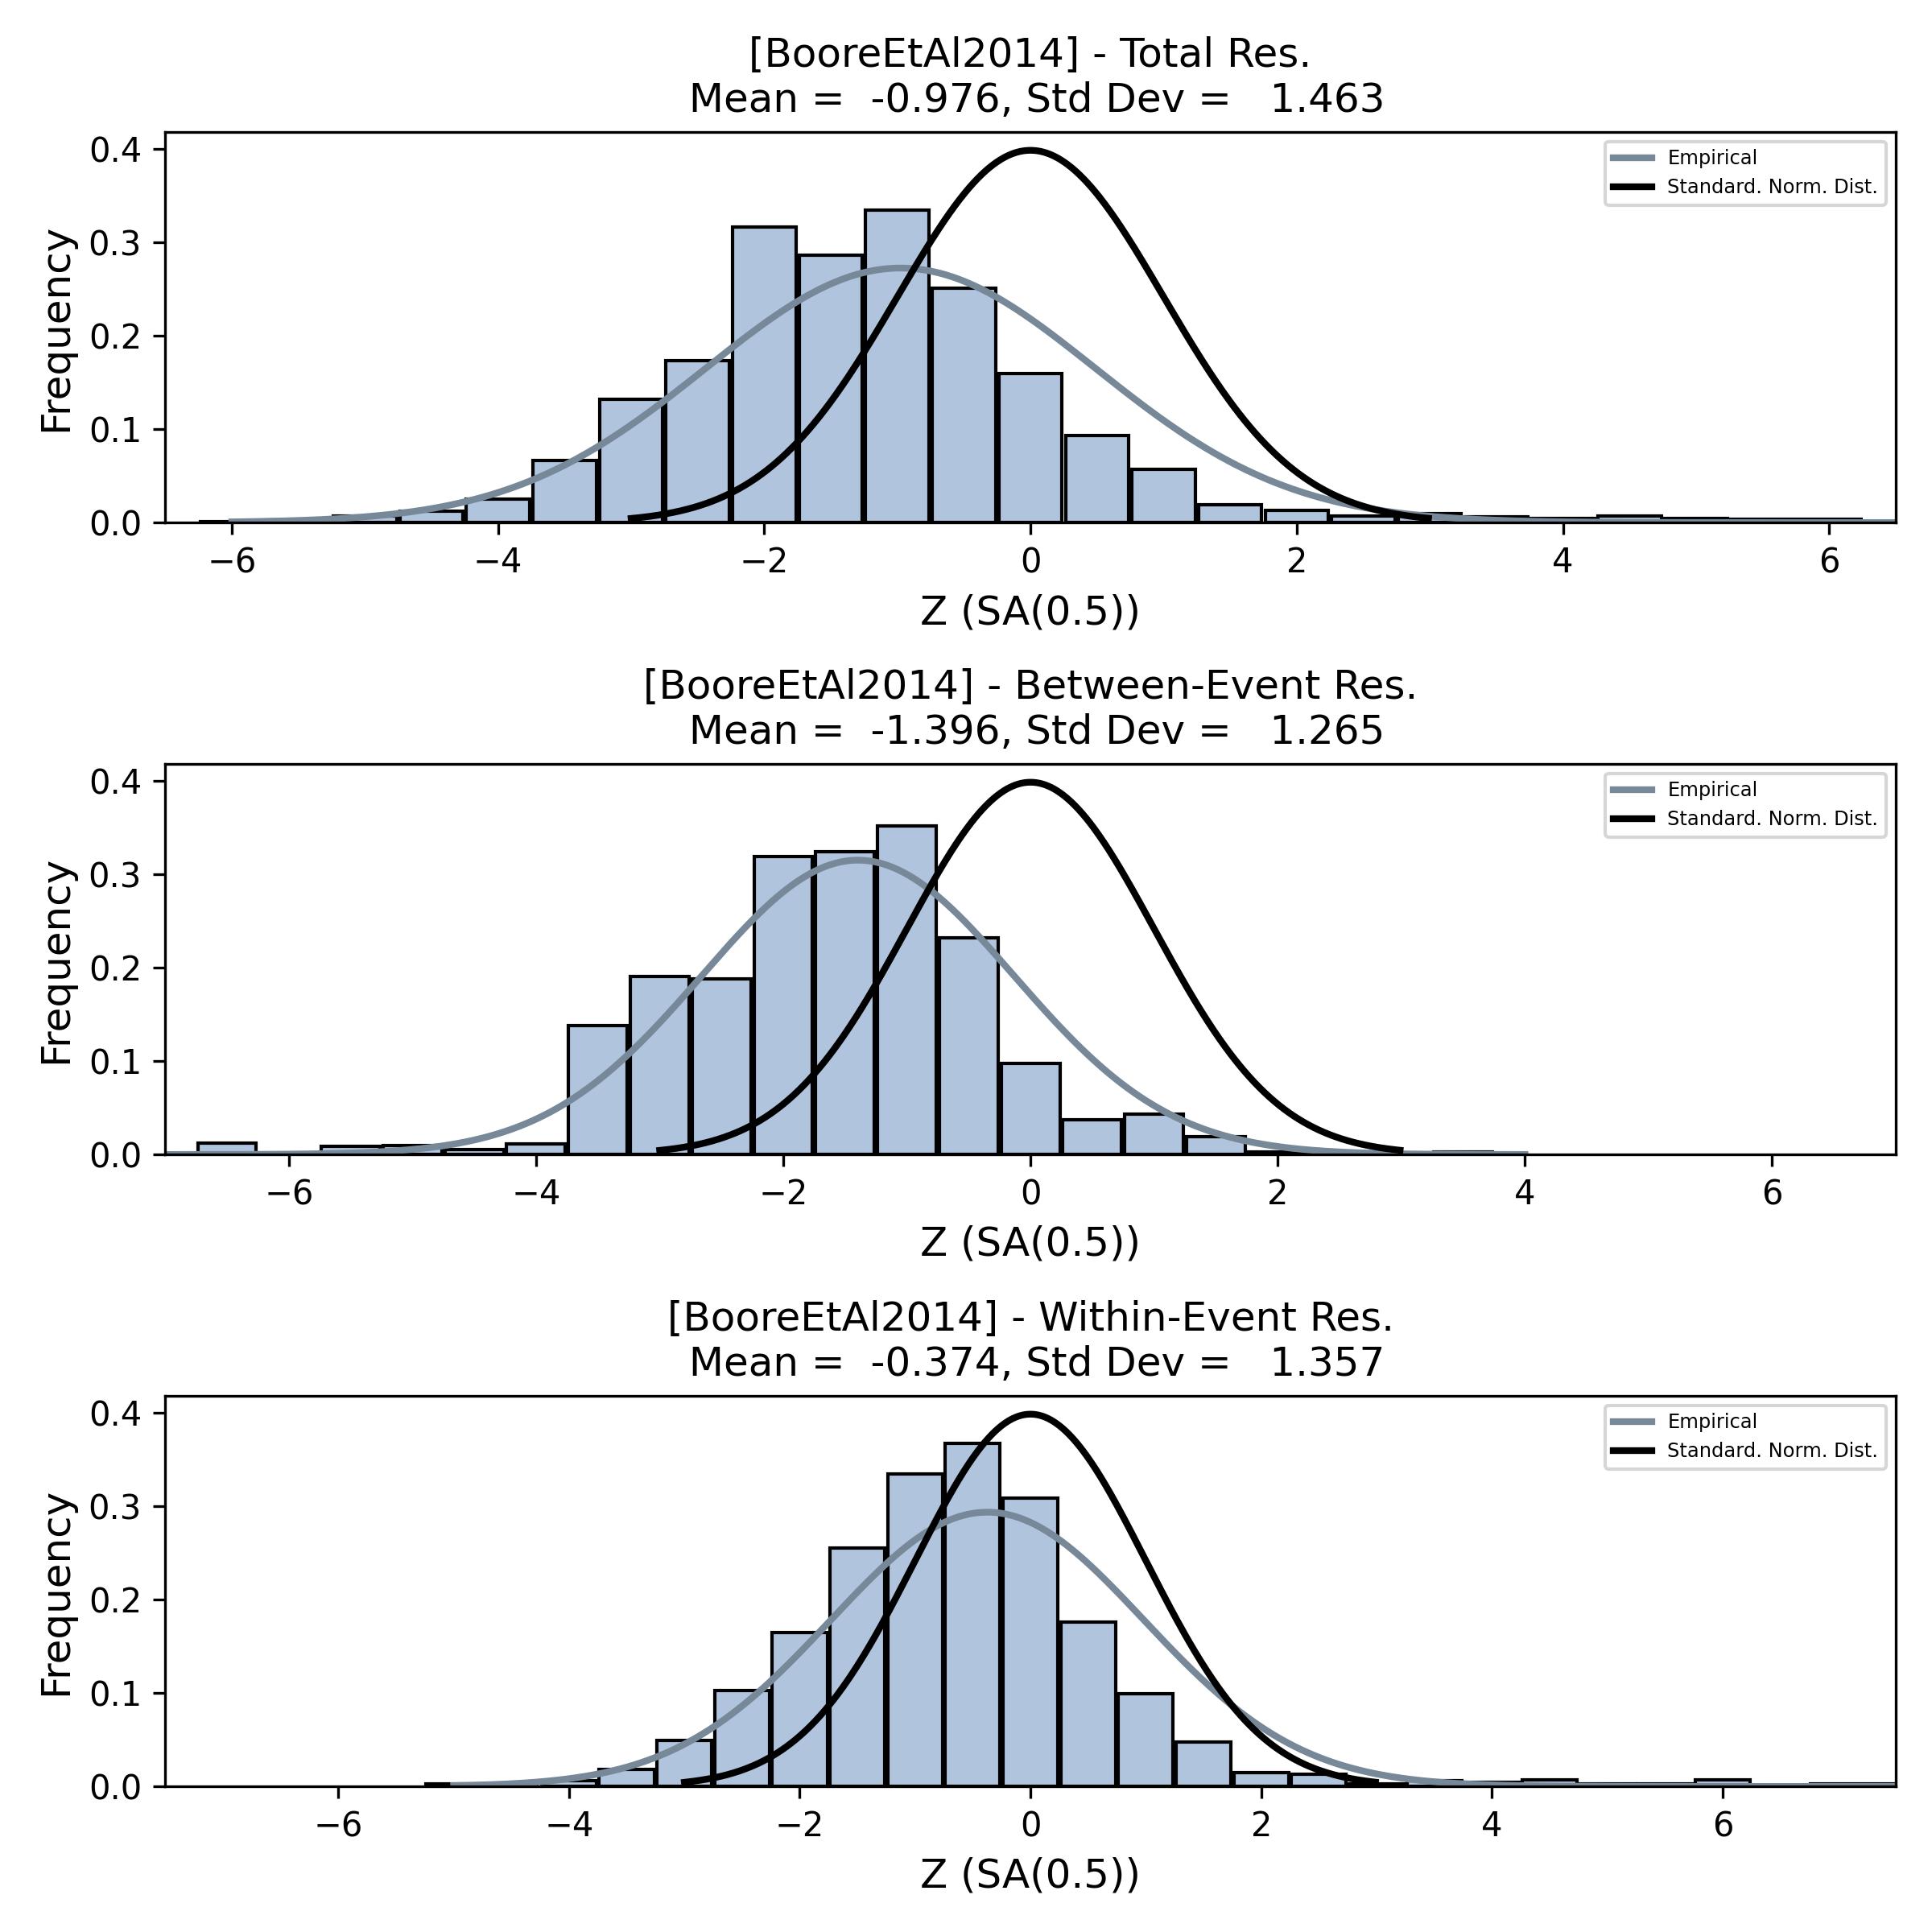 [BooreEtAl2014] - Total Res.
Mean =  -0.976, Std Dev =   1.463
0.4
0.3
0.2
0.1
0.0
Frequency
Empirical
Standard. Norm. Dist.
−6 −4 −2 0 2 4 6
Z (SA(0.5))
[BooreEtAl2014] - Between-Event Res.
Mean =  -1.396, Std Dev =   1.265
0.4
0.3
0.2
0.1
0.0
Frequency
Empirical
Standard. Norm. Dist.
−6 −4 −2 0 2 4 6
Z (SA(0.5))
[BooreEtAl2014] - Within-Event Res.
Mean =  -0.374, Std Dev =   1.357
0.4
0.3
0.2
0.1
0.0
Frequency
Empirical
Standard. Norm. Dist.
−6 −4 −2 0 2 4 6
Z (SA(0.5))